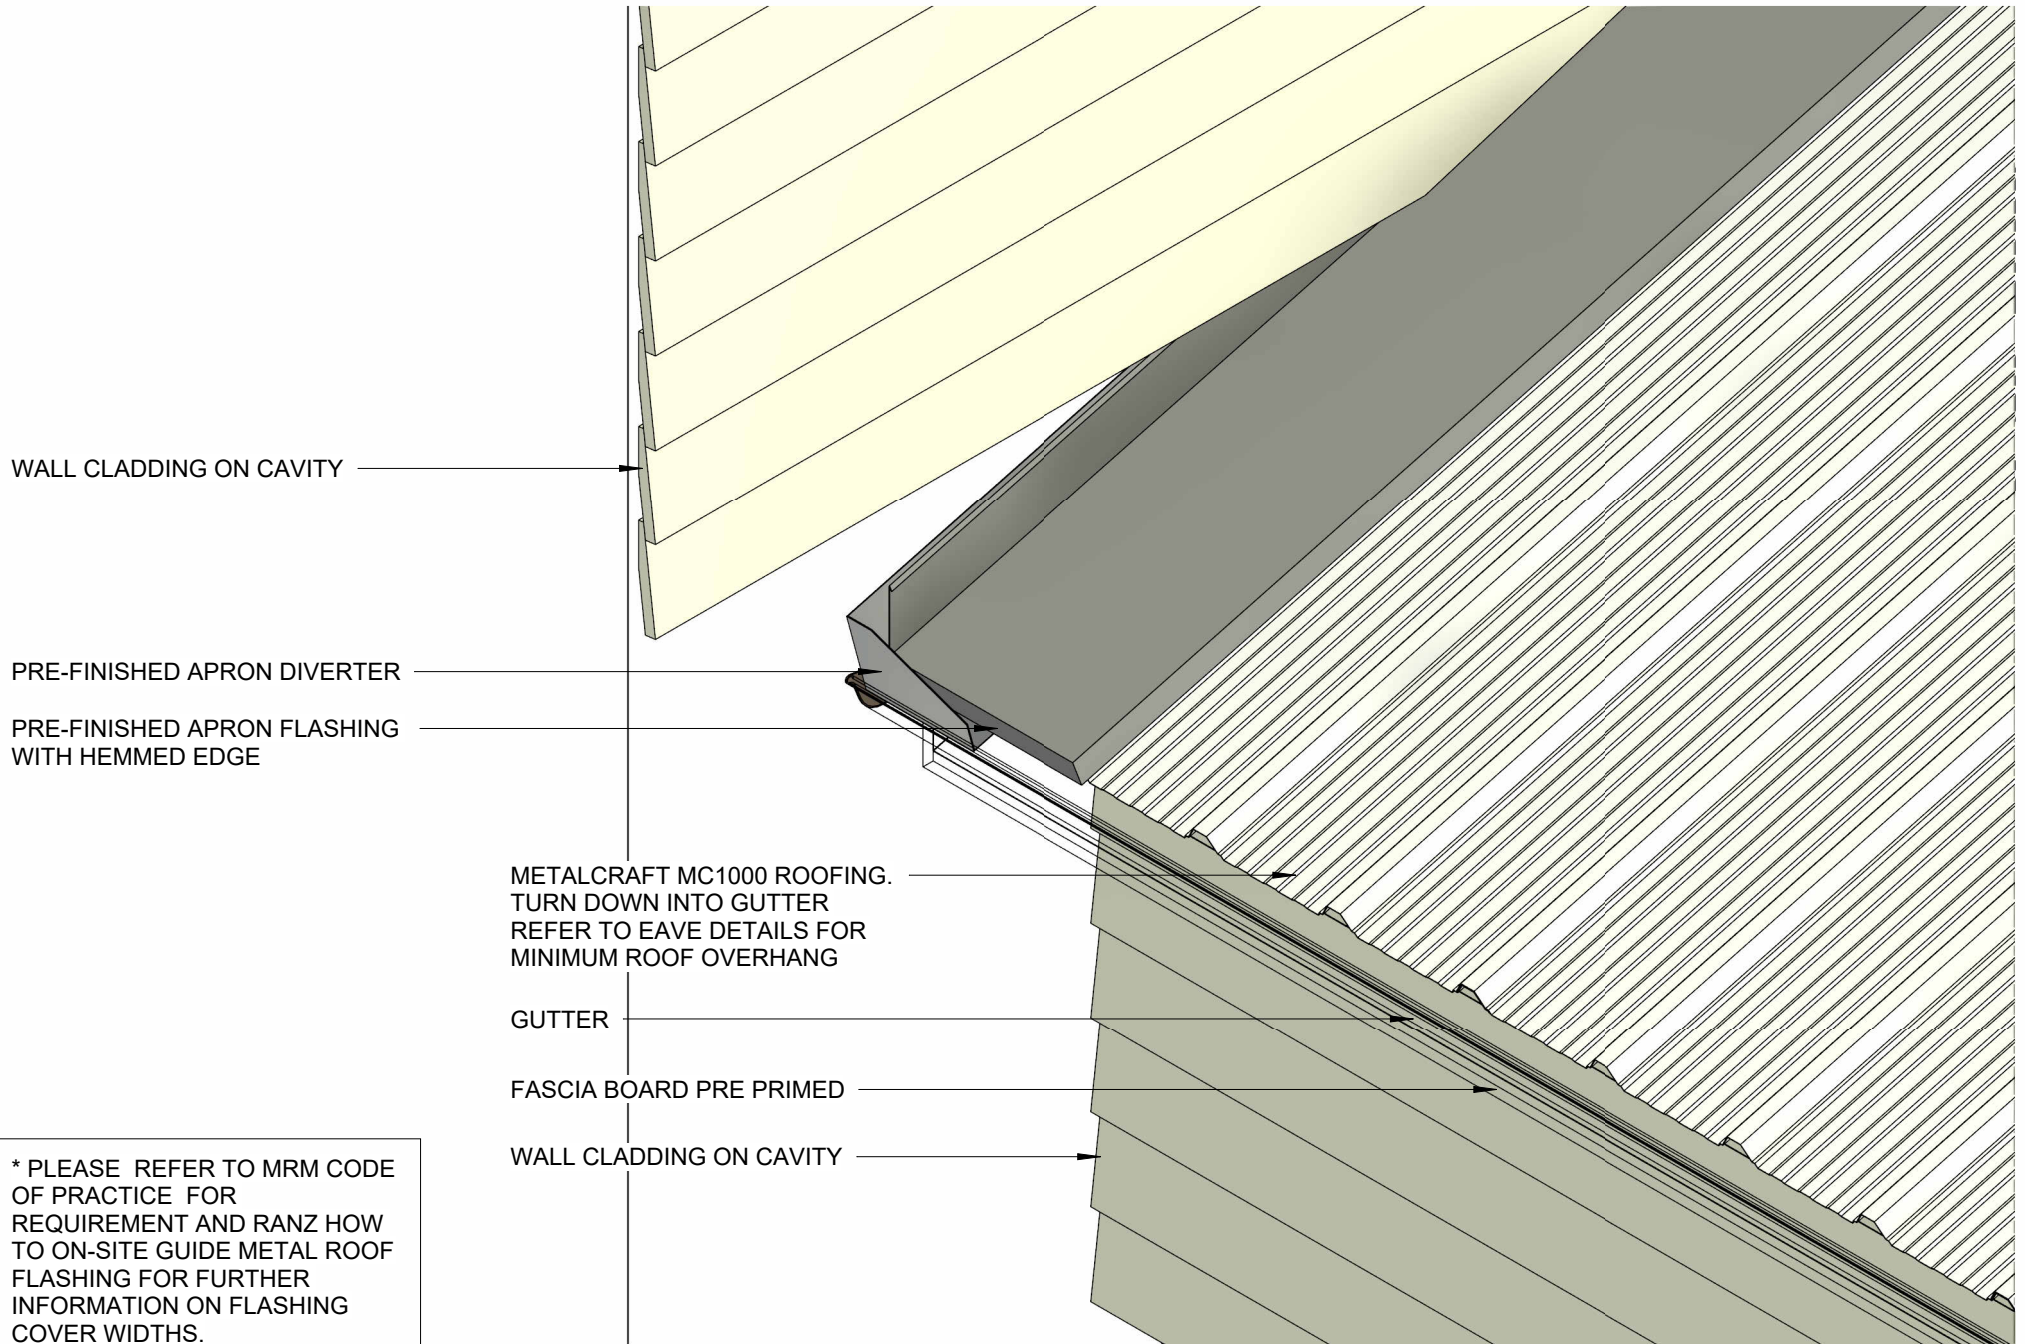 WALL CLADDING ON CAVITY
PRE-FINISHED APRON DIVERTER
PRE-FINISHED APRON FLASHING
WITH HEMMED EDGE
METALCRAFT MC1000 ROOFING.
TURN DOWN INTO GUTTER
REFER TO EAVE DETAILS FOR
MINIMUM ROOF OVERHANG
GUTTER
FASCIA BOARD PRE PRIMED
WALL CLADDING ON CAVITY
* PLEASE REFER TO MRM CODE
OF PRACTICE FOR
REQUIREMENT AND RANZ HOW
TO ON-SITE GUIDE METAL ROOF
FLASHING FOR FURTHER
INFORMATION ON FLASHING
COVER WIDTHS.